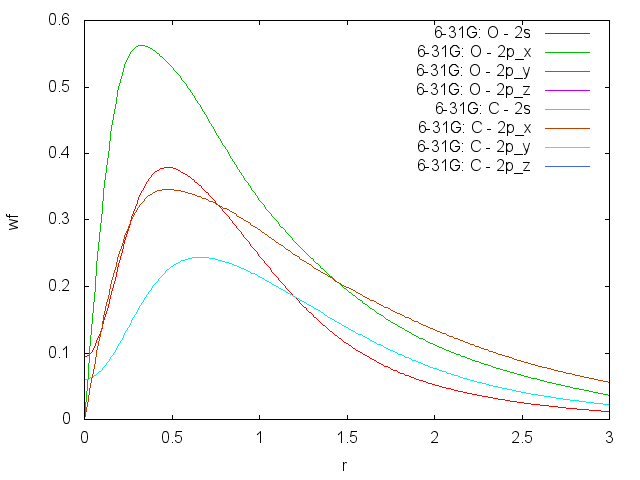 0.6
0.5
0.4
0.3
0.2
0.1
0
wf
6-31G: O - 2s
6-31G: O - 2p_x
6-31G: O - 2p_y
6-31G: O - 2p_z
6-31G: C - 2s
6-31G: C - 2p_x
6-31G: C - 2p_y
6-31G: C - 2p_z
0 0.5 1 1.5 2 2.5 3
r